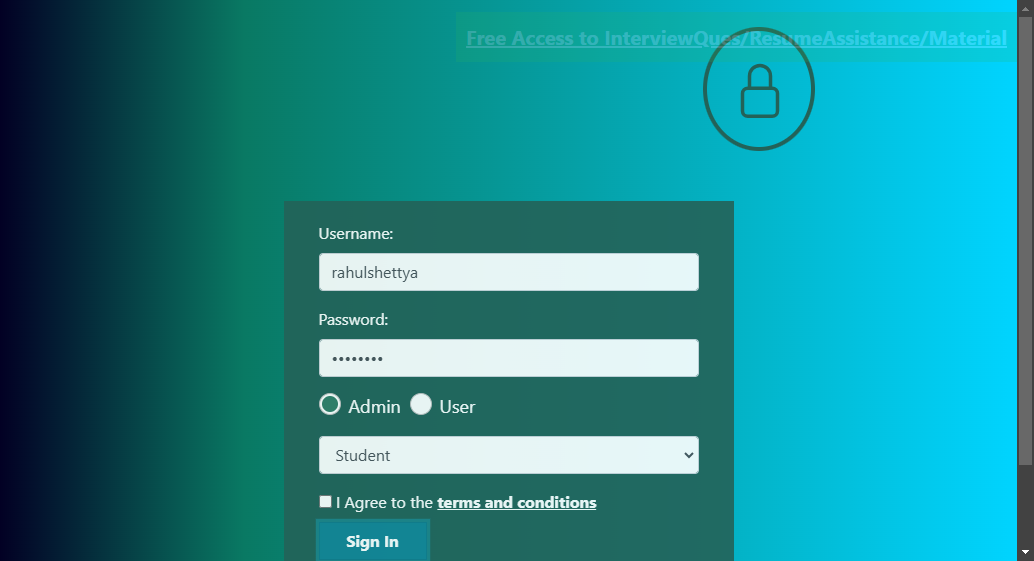 Free Access to InterviewQues/ResumeAssistance/Material
Username:
rahulshettya
Password:
••••••••
Admin User
Student
I Agree to the terms and conditions
Sign In